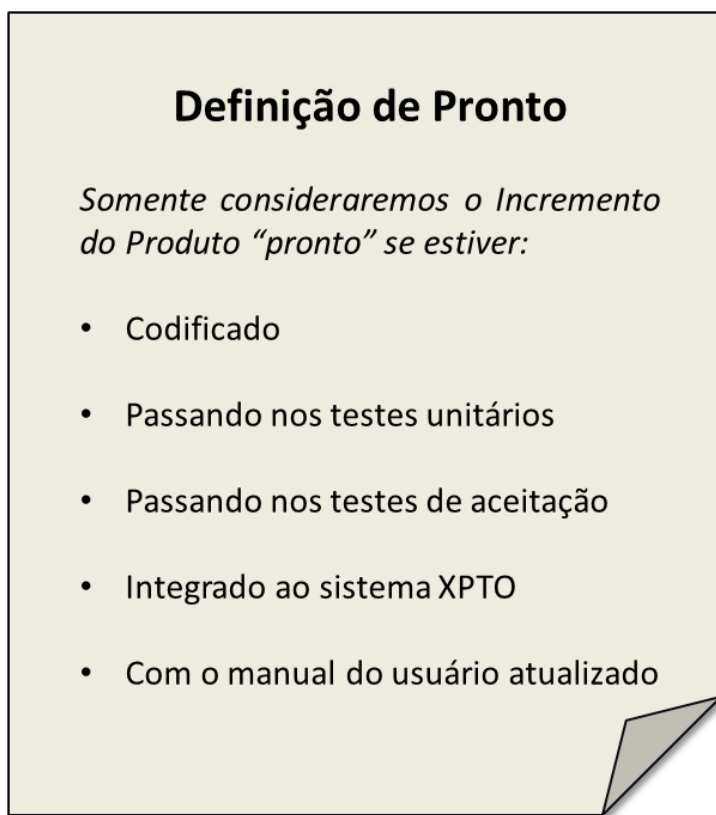 Definição de Pronto
Somente consideraremos o Incremento
do Produto “pronto” se estiver:
• Codificado
• Passando nos testes unitários
• Passando nos testes de aceitação
• Integrado ao sistema XPTO
• Com o manual do usuário atualizado